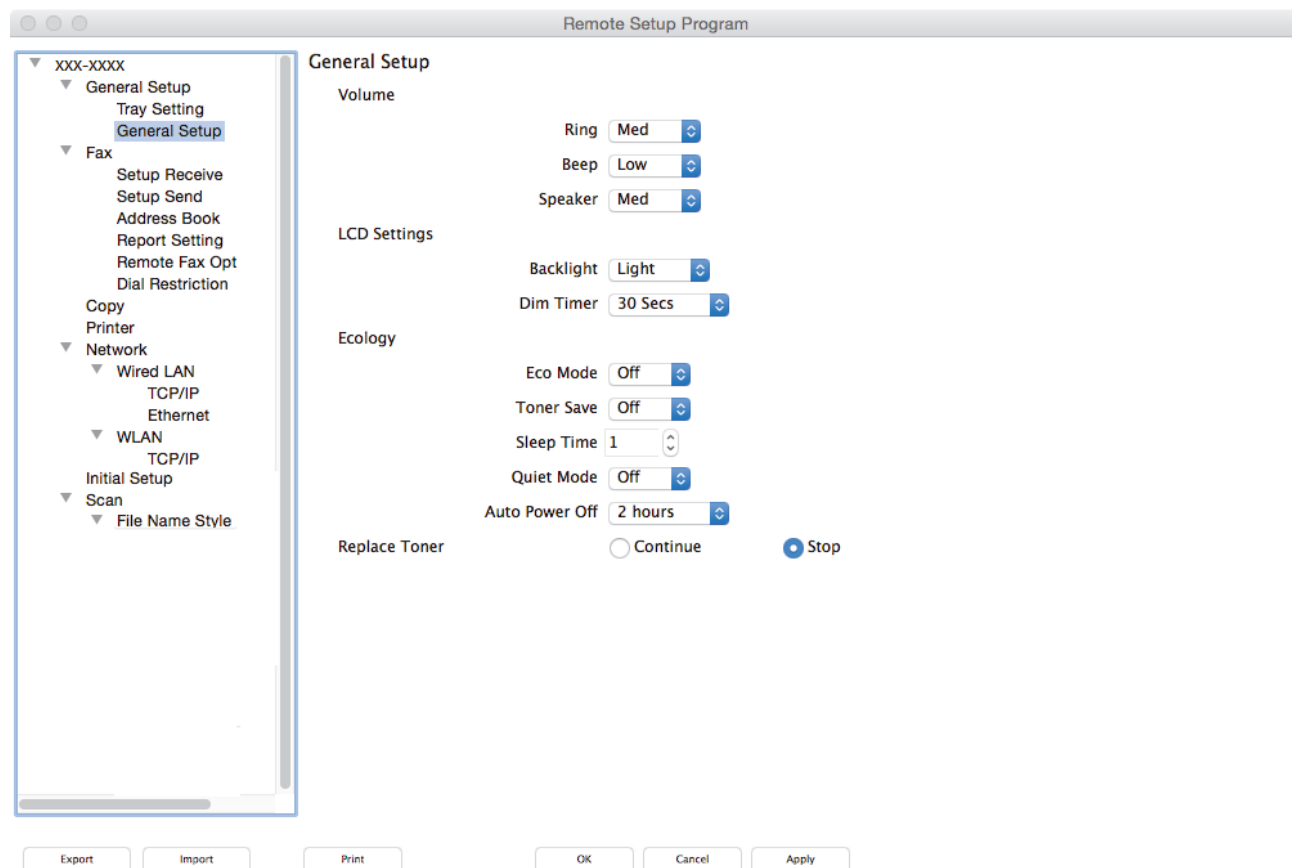 Remote Setup Program
XXX-XXXX
General Setup
Tray Setting
General Setup
Fax
Setup Receive
Setup Send
Address Book
Report Setting
Remote Fax Opt
Dial Restriction
Copy
Printer
Network
Wired LAN
TCP/IP
Ethernet
WLAN
TCP/IP
Initial Setup
Scan
File Name Style
General Setup
Volume
Ring Med
Beep Low
Speaker Med
LCD Settings
Backlight Light
Dim Timer 30 Secs
Ecology
Eco Mode Off
Toner Save Off
Sleep Time 1
Quiet Mode Off
Auto Power Off 2 hours
Replace Toner Continue Stop
Export Import Print OK Cancel Apply